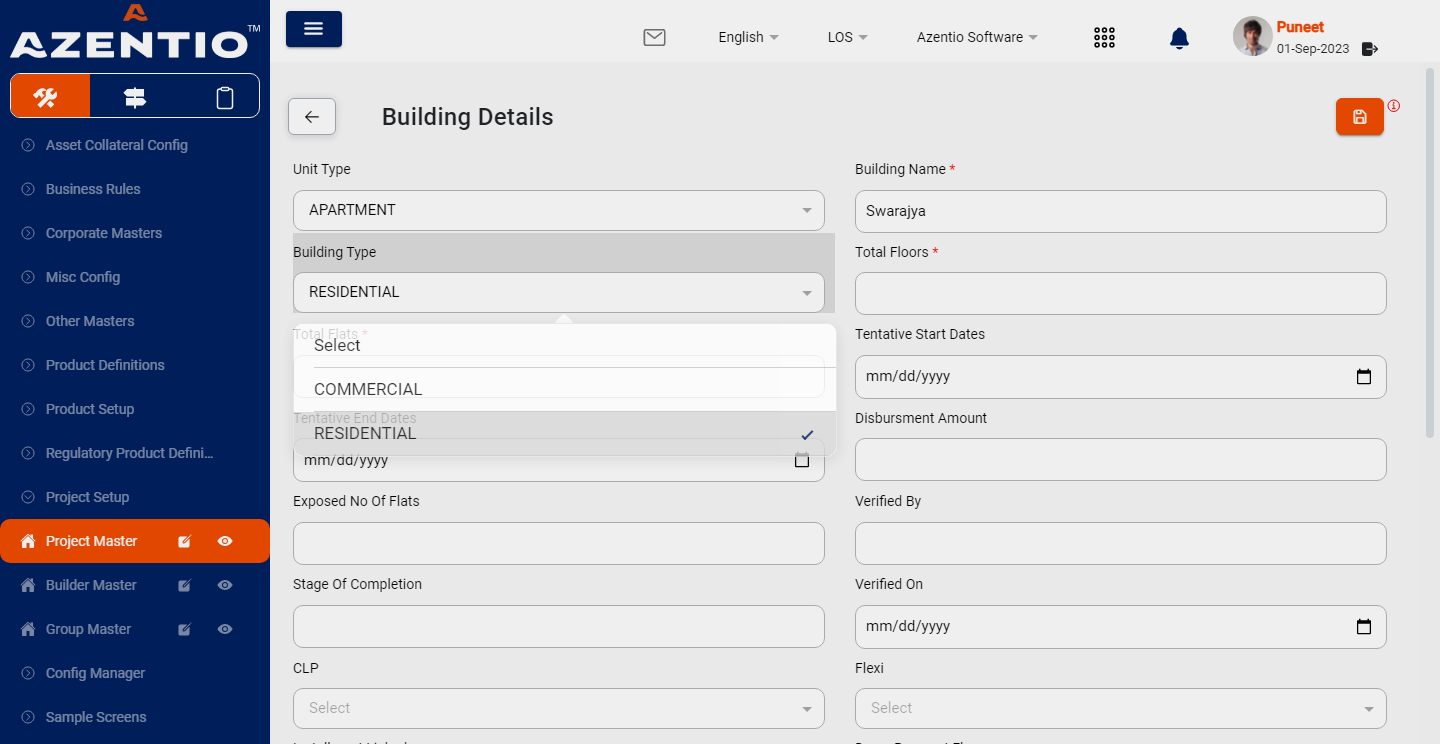 AZENTIO™
Asset Collateral Config
Business Rules
Corporate Masters
Misc Config
Other Masters
Product Definitions
Product Setup
Regulatory Product Defini...
Project Setup
Project Master
Builder Master
Group Master
Config Manager
Sample Screens
English
LOS
Azentio Software
Puneet
01-Sep-2023
Building Details
Unit Type
APARTMENT
Building Name *
Swarajya
Building Type
RESIDENTIAL
Total Floors *
Total Flats *
Select
COMMERCIAL
RESIDENTIAL
Tentative Start Dates
mm/dd/yyyy
Tentative End Dates
mm/dd/yyyy
Disbursment Amount
Exposed No Of Flats
Verified By
Stage Of Completion
Verified On
mm/dd/yyyy
CLP
Select
Flexi
Select